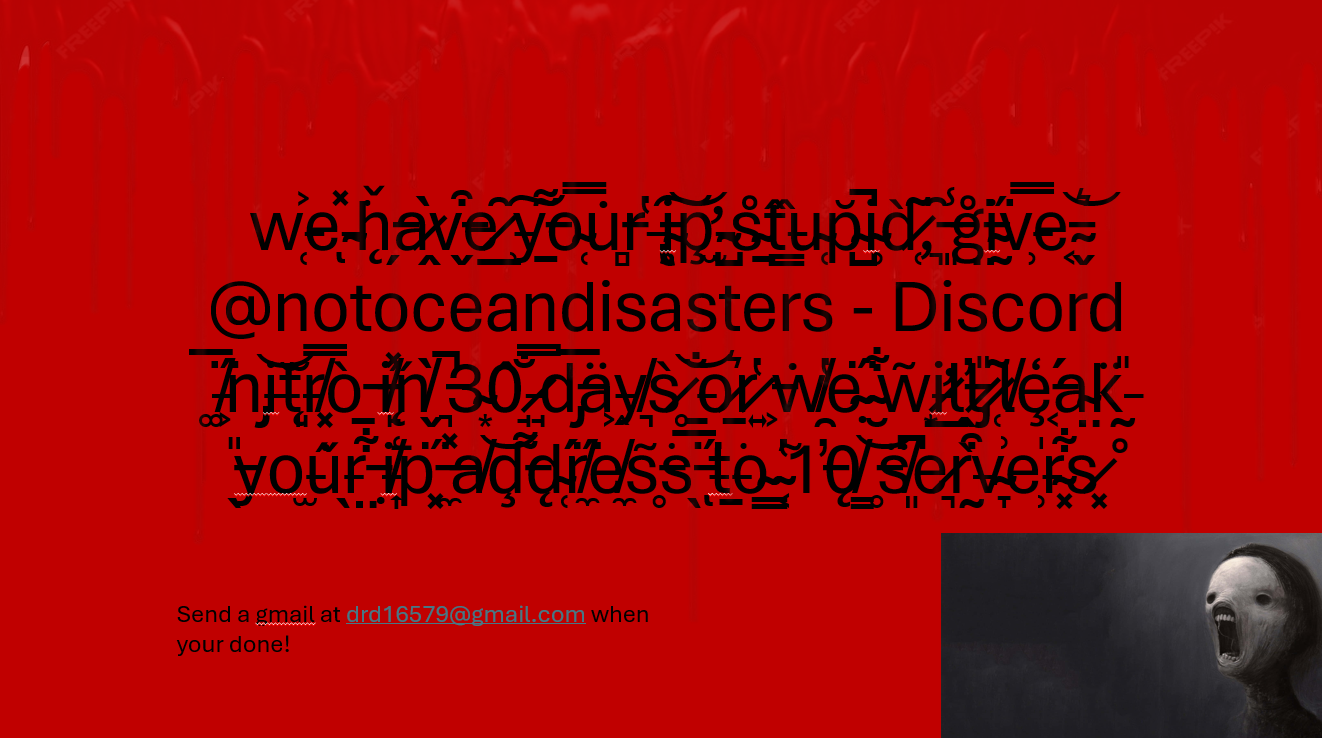 we have your ip stupid, give
@notoceandisasters - Discord
nitro in 30 days or we will leak
your ip address to 10 servers
Send a gmail at drd16579@gmail.com when
your done!
FREEPIK